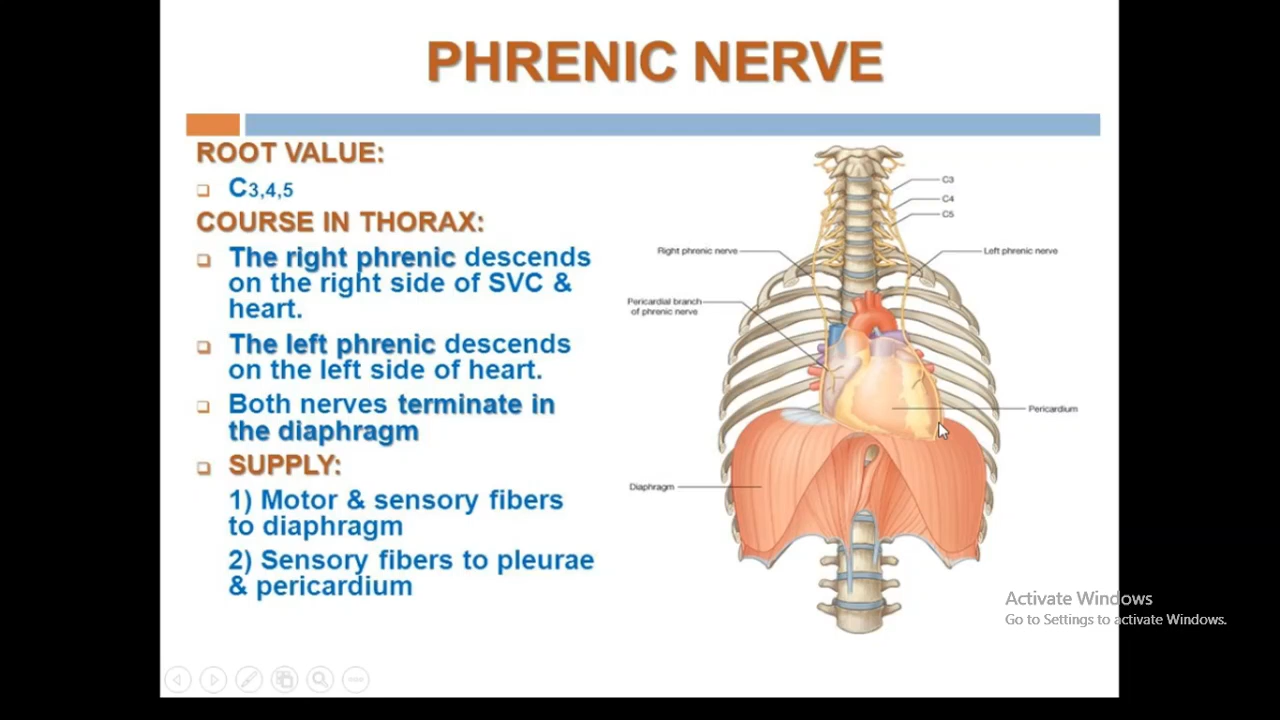 PHRENIC NERVE
ROOT VALUE:
C3,4,5
COURSE IN THORAX:
The right phrenic descends
on the right side of SVC &
heart.
The left phrenic descends
on the left side of heart.
Both nerves terminate in
the diaphragm
SUPPLY:
1) Motor & sensory fibers
to diaphragm
2) Sensory fibers to pleurae
& pericardium
C3
C4
C5
Right phrenic nerve
Left phrenic nerve
Pericardial branch
of phrenic nerve
Pericardium
Diaphragm
Activate Windows
Go to Settings to activate Windows.